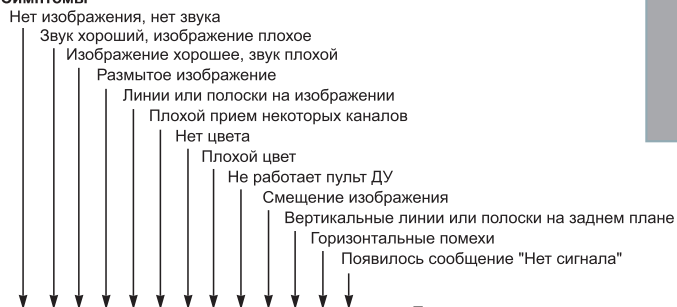 Симптомы
Нет изображения, нет звука
Звук хороший, изображение плохое
Изображение хорошее, звук плохой
Размытое изображение
Линии или полоски на изображении
Плохой прием некоторых каналов
Нет цвета
Плохой цвет
Не работает пульт ДУ
Смещение изображения
Вертикальные линии или полоски на заднем плане
Горизонтальные помехи
Появилось сообщение "Нет сигнала"